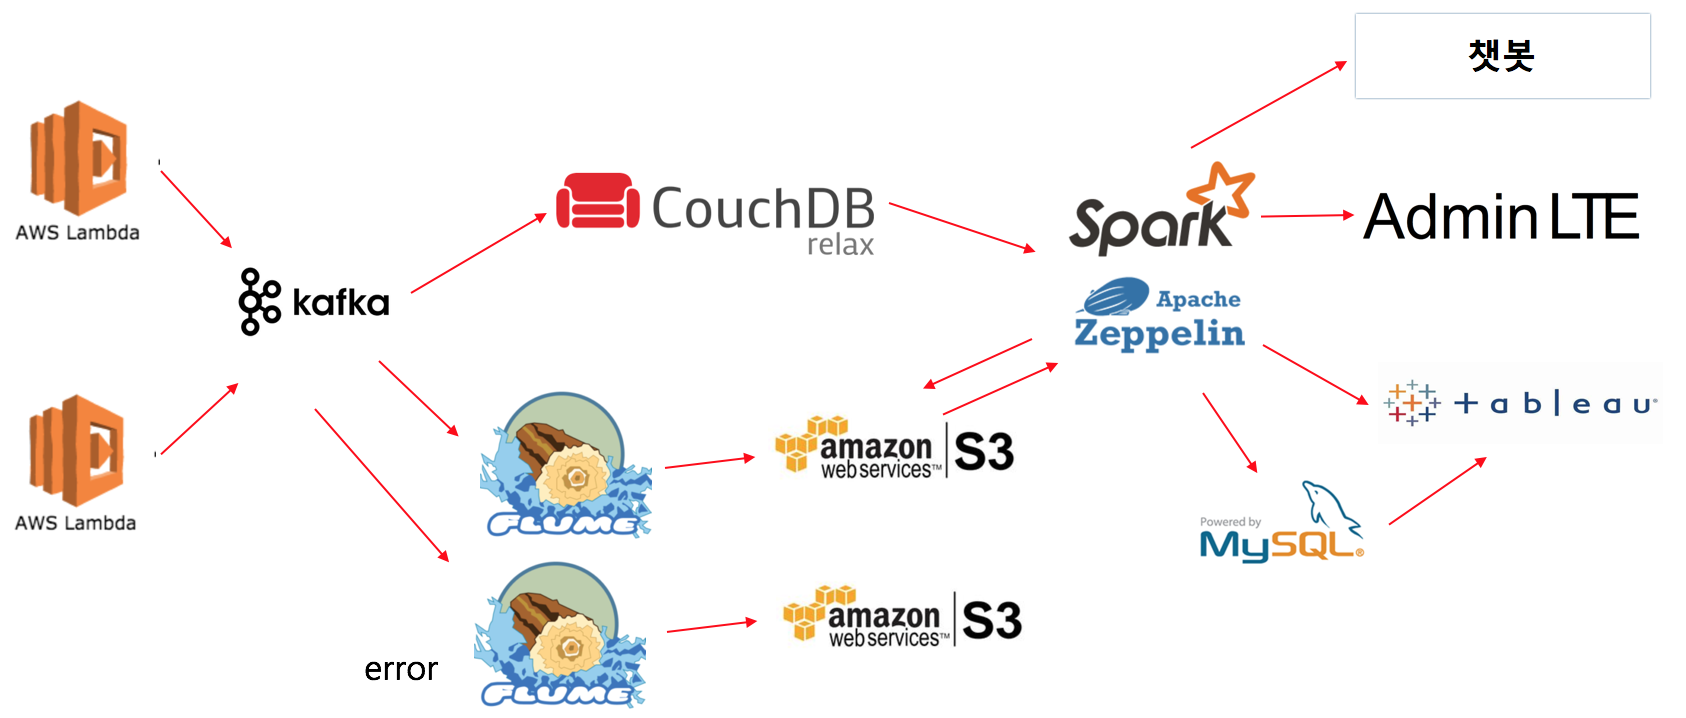 챗봇
AWS Lambda
CouchDB
relax
Spark
Admin LTE
kafka
Apache
Zeppelin
+ a b l e a u®
AWS Lambda
FLUME
amazon
web services™
S3
Powered by
MySQL®
error
FLUME
amazon
web services™
S3